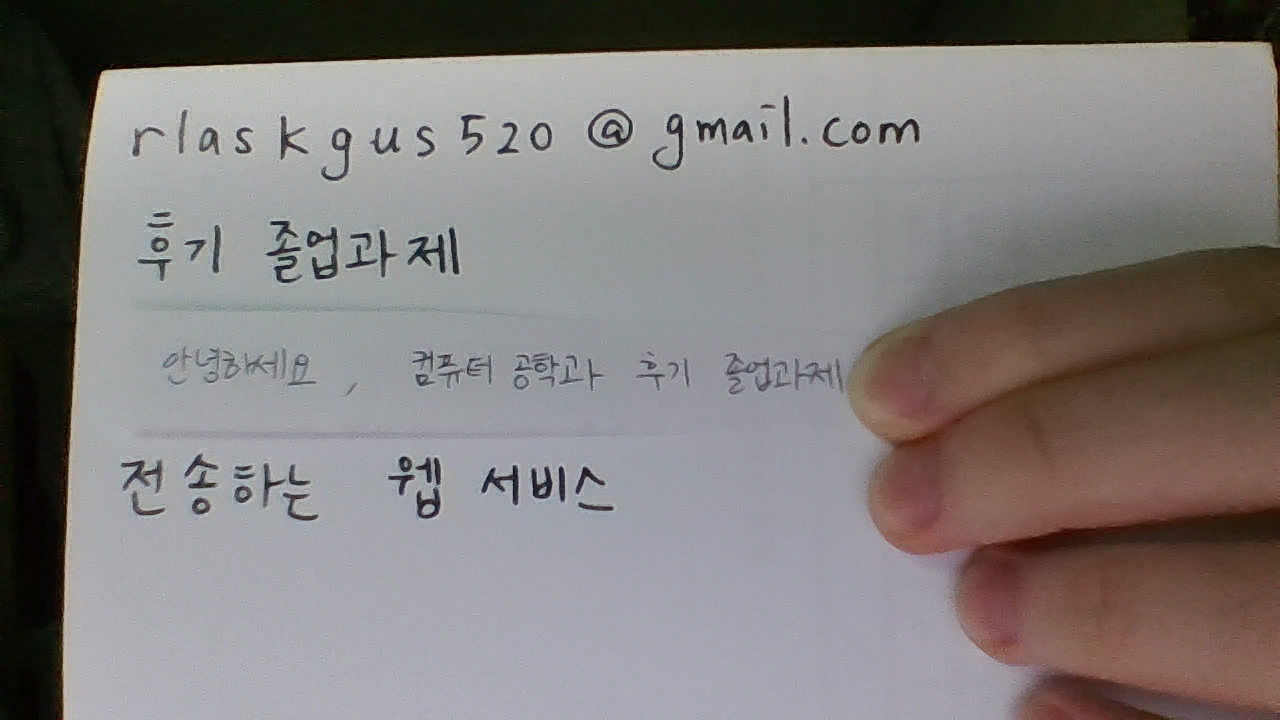 rlaskgus520@gmail.com
후기 졸업과제
안녕하세요, 컴퓨터 공학과 후기 졸업과제
전송하는 웹 서비스